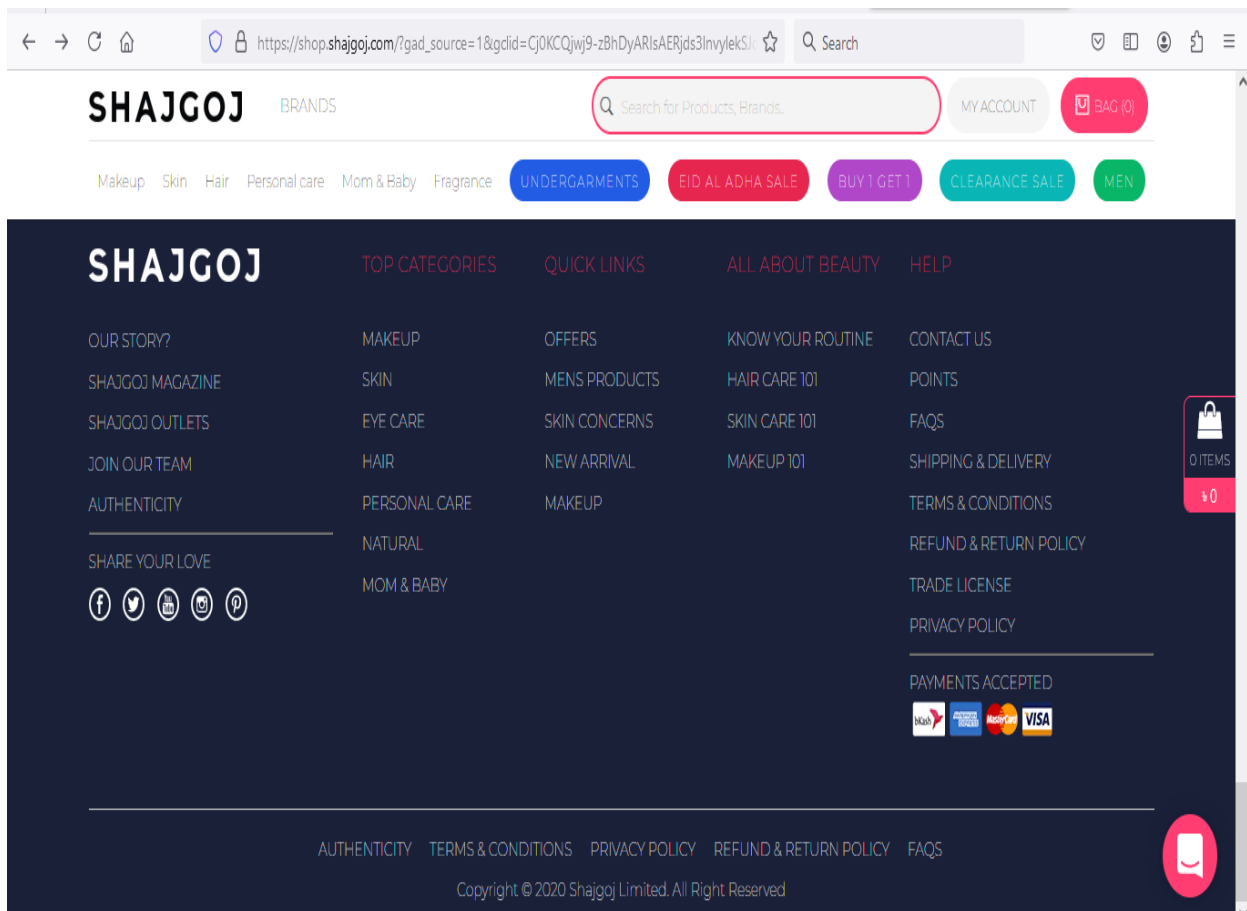 https://shop.shajgoj.com/?gad_source=1&gclid=Cj0KCQjwj9-zBhDyARIsAERjds3InvylekSJ
Search
SHAJGOJ BRANDS Search for Products, Brands.. MY ACCOUNT BAG (0)
Makeup Skin Hair Personal care Mom & Baby Fragrance UNDERGARMENTS EID AL ADHA SALE BUY 1 GET 1 CLEARANCE SALE MEN
SHAJGOJ
OUR STORY?
SHAJGOJ MAGAZINE
SHAJGOJ OUTLETS
JOIN OUR TEAM
AUTHENTICITY
SHARE YOUR LOVE
TOP CATEGORIES
MAKEUP
SKIN
EYE CARE
HAIR
PERSONAL CARE
NATURAL
MOM & BABY
QUICK LINKS
OFFERS
MENS PRODUCTS
SKIN CONCERNS
NEW ARRIVAL
MAKEUP
ALL ABOUT BEAUTY
KNOW YOUR ROUTINE
HAIR CARE 101
SKIN CARE 101
MAKEUP 101
HELP
CONTACT US
POINTS
FAQS
SHIPPING & DELIVERY
TERMS & CONDITIONS
REFUND & RETURN POLICY
TRADE LICENSE
PRIVACY POLICY
PAYMENTS ACCEPTED
bKash AMERICAN EXPRESS MasterCard VISA
0 ITEMS
৳ 0
AUTHENTICITY TERMS & CONDITIONS PRIVACY POLICY REFUND & RETURN POLICY FAQS
Copyright © 2020 Shajgoj Limited. All Right Reserved